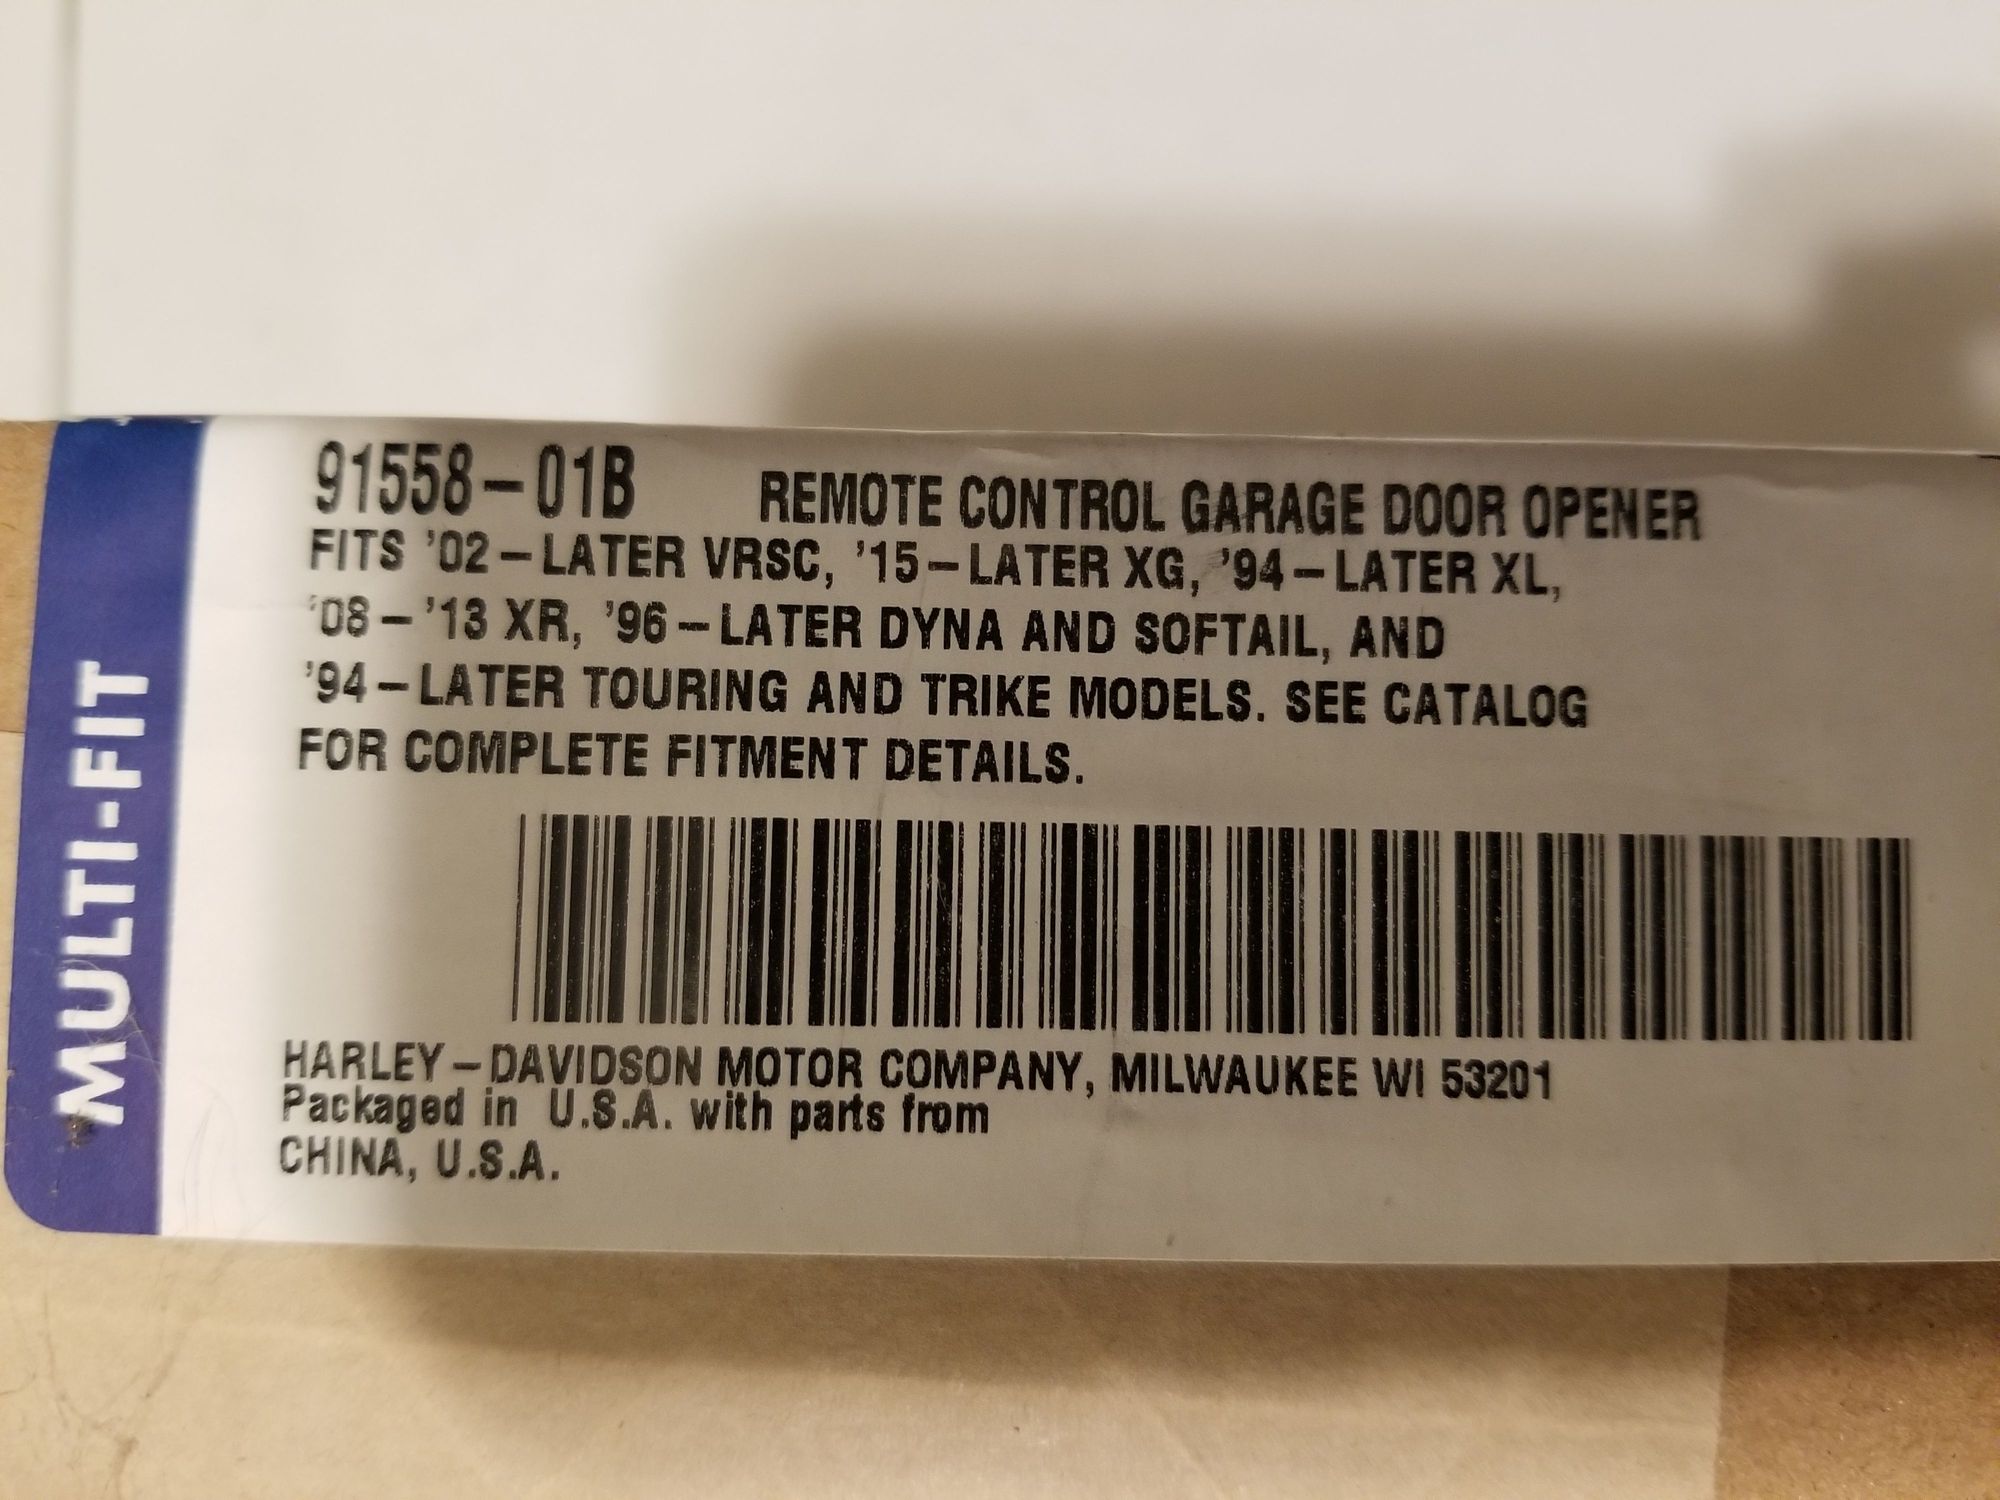 MULTI-FIT
91558-01B REMOTE CONTROL GARAGE DOOR OPENER
FITS '02-LATER VRSC, '15-LATER XG, '94-LATER XL,
'08-'13 XR, '96-LATER DYNA AND SOFTAIL, AND
'94-LATER TOURING AND TRIKE MODELS. SEE CATALOG
FOR COMPLETE FITMENT DETAILS.
HARLEY-DAVIDSON MOTOR COMPANY, MILWAUKEE WI 53201
Packaged in U.S.A. with parts from
CHINA, U.S.A.